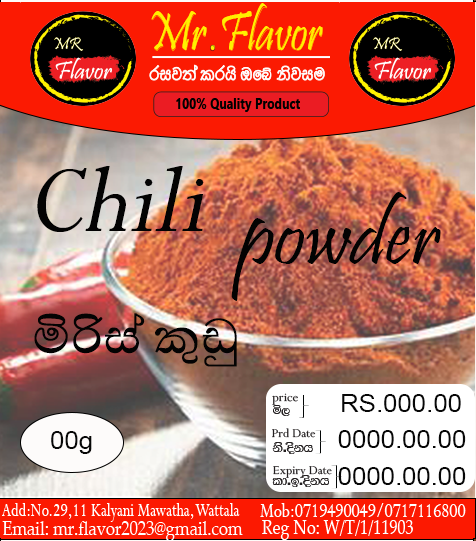 MR
Flavor
Mr. Flavor
MR
Flavor
රසවත් කරයි ඔබේ නිවසම
100% Quality Product
Chili
powder
මිරිස් කුඩු
price
මිල
RS.000.00
Prd Date
නි.දිනය
0000.00.00
Expiry Date
කා.ඉ.දිනය
0000.00.00
00g
Add:No.29,11 Kalyani Mawatha,Wattala
Mob:0719490049/0717116800
Email: mr.flavor2023@gmail.com
Reg No: W/T/1/11903